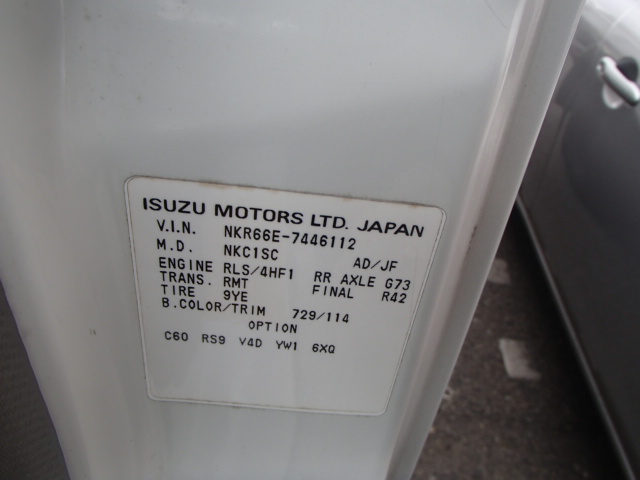 ISUZU MOTORS LTD. JAPAN
V.I.N. NKR66E-7446112
M.D. NKC1SC AD/JF
ENGINE RLS/4HF1 RR AXLE G73
TRANS. RMT FINAL R42
TIRE 9YE
B.COLOR/TRIM 729/114
OPTION
C60 RS9 V4D YW1 6XQ